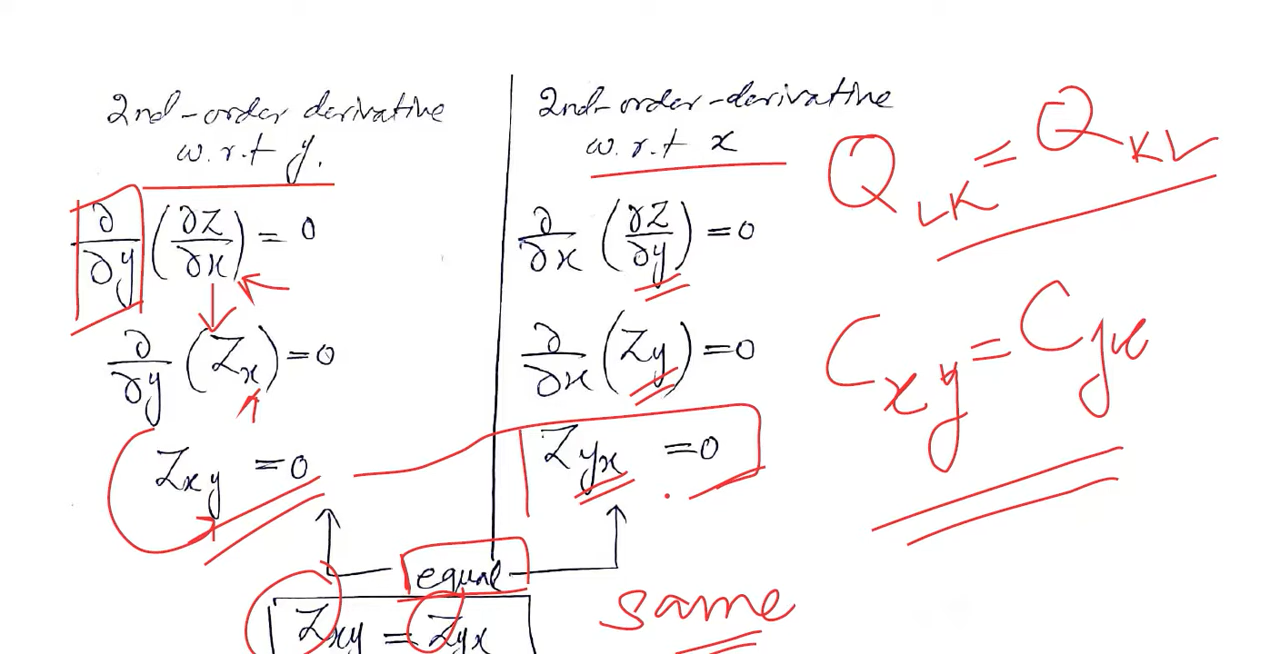 2nd-order derivative
w.r.t y.
∂/∂y (∂Z/∂x) = 0
∂/∂y (Zx) = 0
Zxy = 0
2nd-order-derivative
w.r.t x
∂/∂x (∂Z/∂y) = 0
∂/∂x (Zy) = 0
Zyx = 0
equal
Zxy = Zyx
same
QLK = QKL
Cxy = Cyx